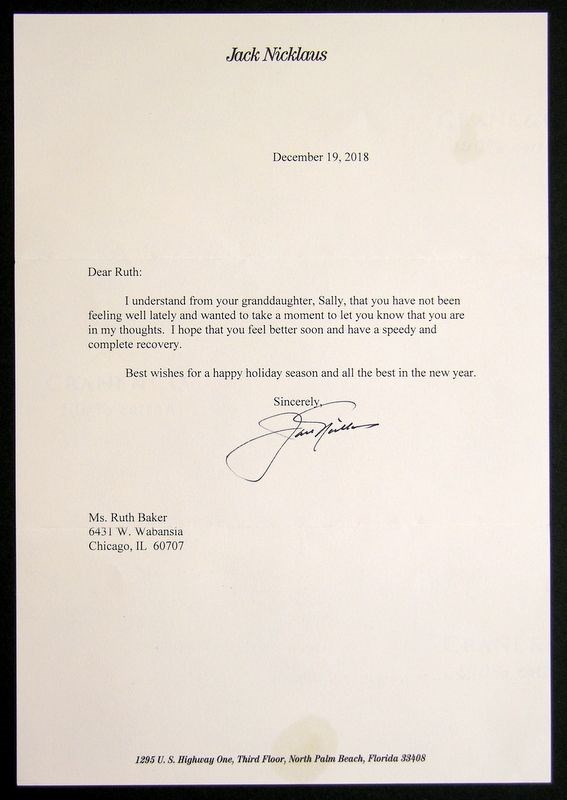 Jack Nicklaus
December 19, 2018
Dear Ruth:
I understand from your granddaughter, Sally, that you have not been
feeling well lately and wanted to take a moment to let you know that you are
in my thoughts. I hope that you feel better soon and have a speedy and
complete recovery.
Best wishes for a happy holiday season and all the best in the new year.
Sincerely,
Jack Nicklaus
Ms. Ruth Baker
6431 W. Wabansia
Chicago, IL 60707
1295 U. S. Highway One, Third Floor, North Palm Beach, Florida 33408